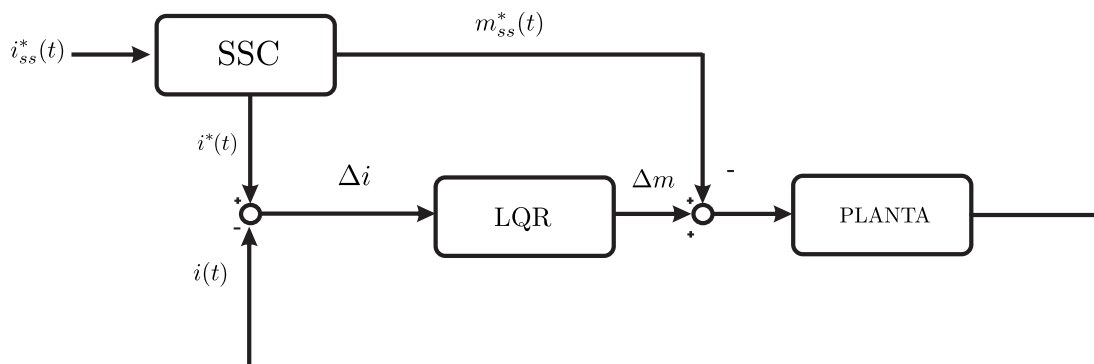 i*ss(t)
SSC
m*ss(t)
i*(t)
Δi
Δm
-
+
-
LQR
+
+
PLANTA
i(t)